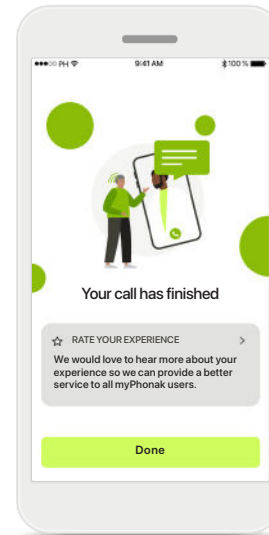 PH 9:41 AM 100 %
Your call has finished
RATE YOUR EXPERIENCE
We would love to hear more about your
experience so we can provide a better
service to all myPhonak users.
Done